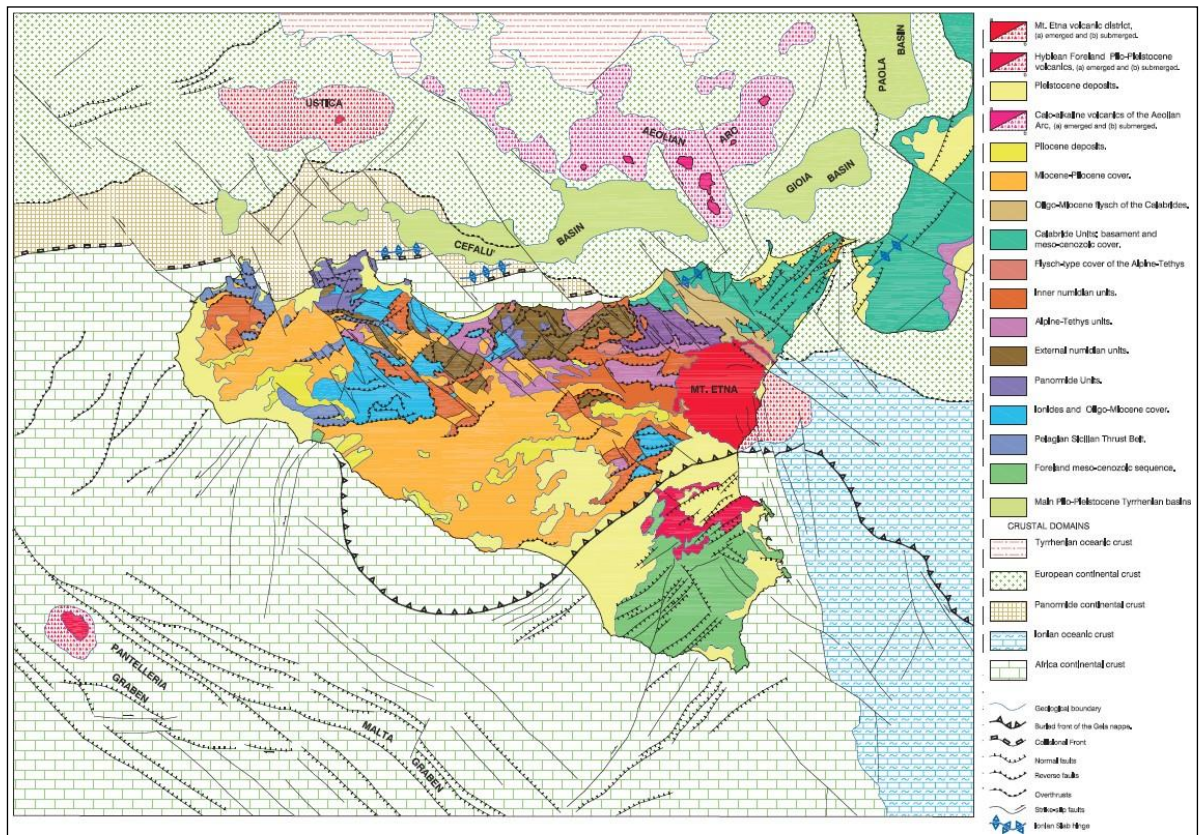 USTICA
AEOLIAN
ARC
PAOLA
BASIN
GIOIA
BASIN
CEFALU'
BASIN
MT. ETNA
PANTELLERIA
GRABEN
MALTA
GRABEN
Mt. Etna volcanic district,
(a) emerged and (b) submerged.
Hyblean Foreland Plio-Pleistocene
volcanics, (a) emerged and (b) submerged.
Pleistocene deposits.
Calc-alkaline volcanics of the Aeolian
Arc, (a) emerged and (b) submerged.
Pliocene deposits.
Miocene-Pliocene cover.
Oligo-Miocene flysch of the Calabrides.
Calabride Units; basament and
meso-cenozoic cover.
Flysch-type cover of the Alpine-Tethys
Inner numidian units.
Alpine-Tethys units.
External numidian units.
Panormide Units.
Ionides and Oligo-Miocene cover.
Pelagian Sicilian Thrust Belt.
Foreland meso-cenozoic sequence.
Main Plio-Pleistocene Tyrrhenian basins
CRUSTAL DOMAINS
Tyrrhenian oceanic crust
European continental crust
Panormide continental crust
Ionian oceanic crust
Africa continental crust
Geological boundary
Buried front of the Gela nappe.
Collisional Front
Normal faults
Reverse faults
Overthrusts
Strike-slip faults
Ionian Slab hinge